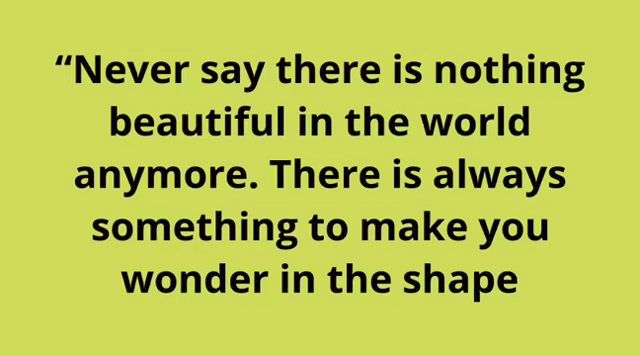 “Never say there is nothing
beautiful in the world
anymore. There is always
something to make you
wonder in the shape